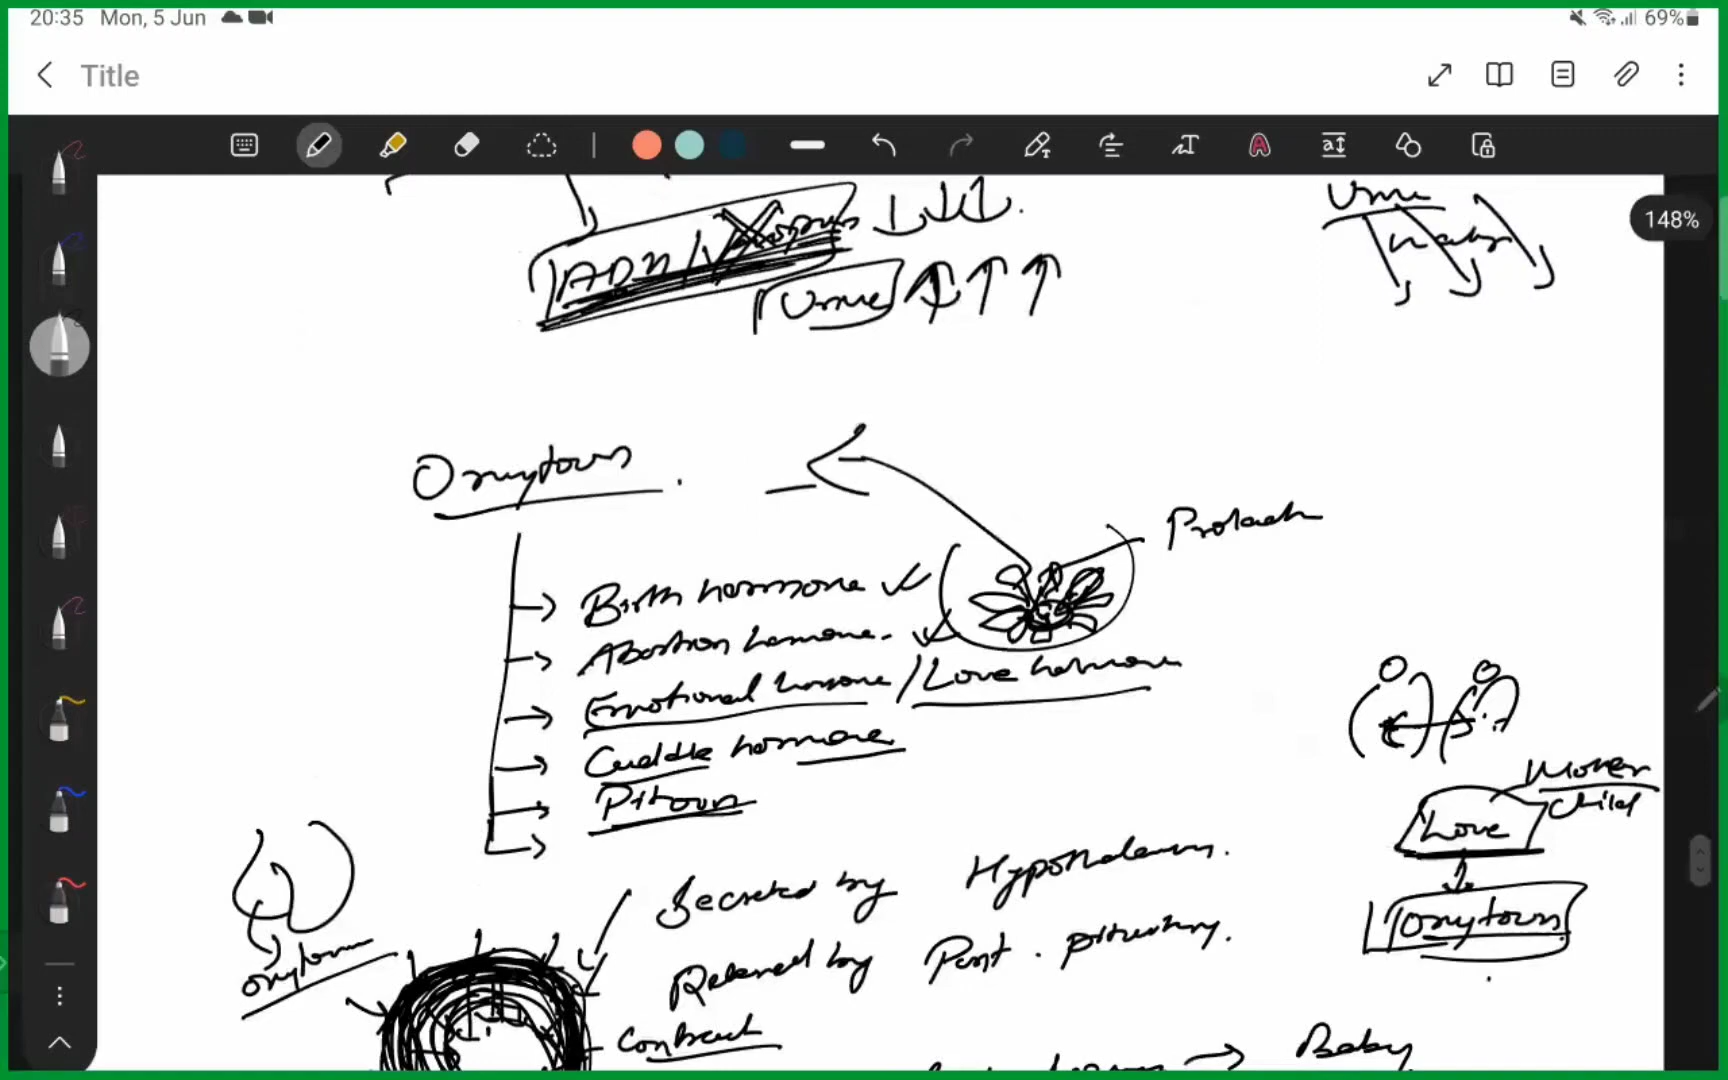 20:35 Mon, 5 Jun
69%
Title
148%
ADH/
Urine
Urine
Oxytocin
Prolactin
Birth hormone
Abortion hormone
Emotional hormone / Love hormone
Cuddle hormone
Pitocin
Mother
Child
Love
Oxytocin
Secreted by Hypothalamus.
Released by Post. pituitary.
oxytocin
Contract
Baby